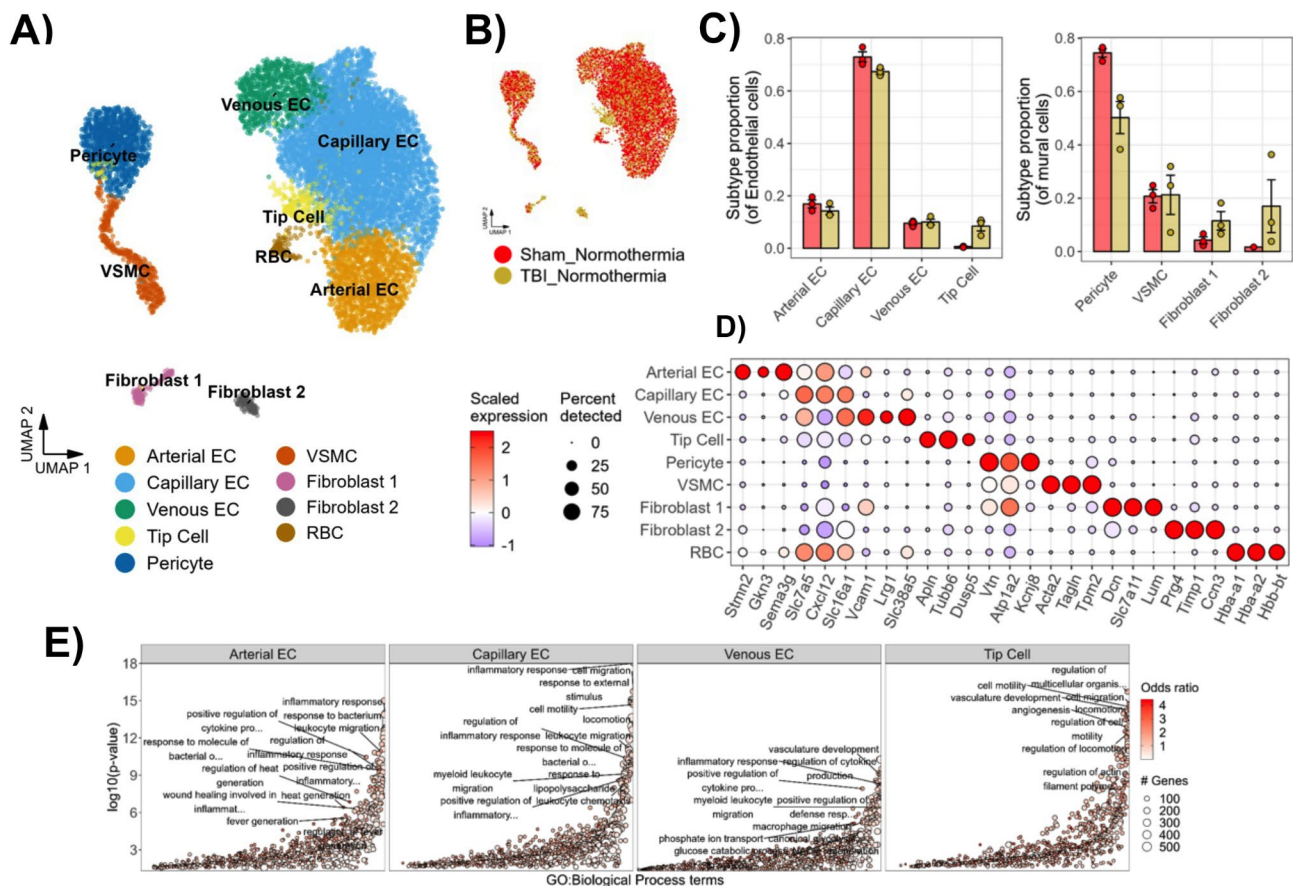 A)
Venous EC
Capillary EC
Pericyte
Tip Cell
RBC
VSMC
Arterial EC
Fibroblast 1
Fibroblast 2
UMAP 2
UMAP 1
Arterial EC
Capillary EC
Venous EC
Tip Cell
Pericyte
VSMC
Fibroblast 1
Fibroblast 2
RBC
B)
UMAP 2
UMAP 1
Sham_Normothermia
TBI_Normothermia
C)
Subtype proportion
(of Endothelial cells)
0.8
0.6
0.4
0.2
0.0
Arterial EC
Capillary EC
Venous EC
Tip Cell
Subtype proportion
(of mural cells)
0.8
0.6
0.4
0.2
0.0
Pericyte
VSMC
Fibroblast 1
Fibroblast 2
D)
Scaled
expression
2
1
0
-1
Percent
detected
0
25
50
75
Arterial EC
Capillary EC
Venous EC
Tip Cell
Pericyte
VSMC
Fibroblast 1
Fibroblast 2
RBC
Stmn2
Gkn3
Sema3g
Slc7a5
Cxcl12
Slc16a1
Vcam1
Lrg1
Slc38a5
Apln
Tubb6
Dusp5
Vtn
Atp1a2
Kcnj8
Acta2
Tagln
Tpm2
Dcn
Slc7a11
Lum
Prg4
Timp1
Ccn3
Hba-a1
Hba-a2
Hbb-bt
E)
log10(p-value)
18
15
12
9
6
3
Arterial EC
inflammatory response
positive regulation of
response to bacterium
cytokine pro...
leukocyte migration
response to molecule of
regulation of
bacterial o...
inflammatory response
regulation of heat
positive regulation of
generation
inflammatory...
wound healing involved in
heat generation
inflammat...
fever generation
Capillary EC
inflammatory response
cell migration
response to external
stimulus
cell motility
regulation of
locomotion
inflammatory response
leukocyte migration
response to molecule of
bacterial o...
myeloid leukocyte
response to
migration
lipopolysaccharide
positive regulation of
leukocyte chemotaxis
inflammatory...
Venous EC
vasculature development
inflammatory response
regulation of cytokine
positive regulation of
production
cytokine pro...
myeloid leukocyte
positive regulation of
migration
defense resp...
macrophage migration
phosphate ion transport
canonical glycolysis
glucose catabolic process
Tip Cell
regulation of
cell motility
multicellular organis...
vasculature development
cell migration
angiogenesis
locomotion
regulation of cell
motility
regulation of locomotion
regulation of actin
filament polyme...
GO:Biological Process terms
Odds ratio
4
3
2
1
# Genes
100
200
300
400
500